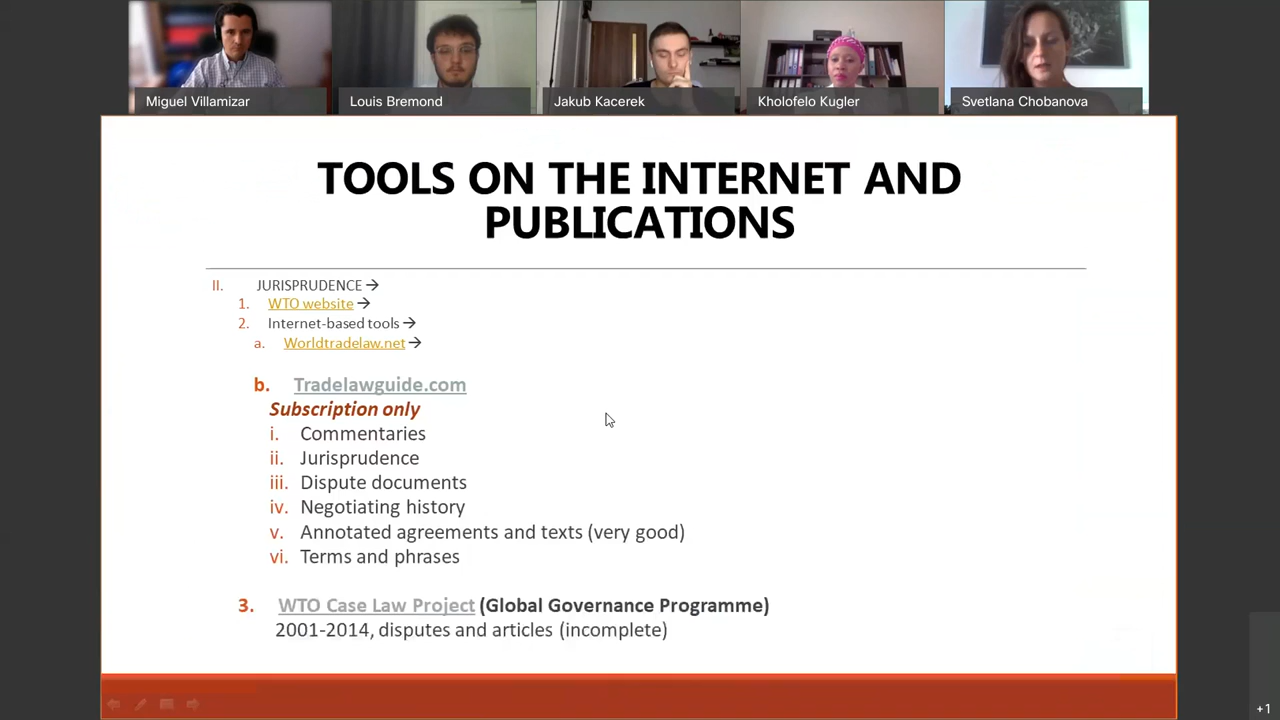 Miguel Villamizar
Louis Bremond
Jakub Kacerek
Kholofelo Kugler
Svetlana Chobanova
TOOLS ON THE INTERNET AND
PUBLICATIONS
II. JURISPRUDENCE →
1. WTO website →
2. Internet-based tools →
a. Worldtradelaw.net →
b. Tradelawguide.com
Subscription only
i. Commentaries
ii. Jurisprudence
iii. Dispute documents
iv. Negotiating history
v. Annotated agreements and texts (very good)
vi. Terms and phrases
3. WTO Case Law Project (Global Governance Programme)
2001-2014, disputes and articles (incomplete)
+1